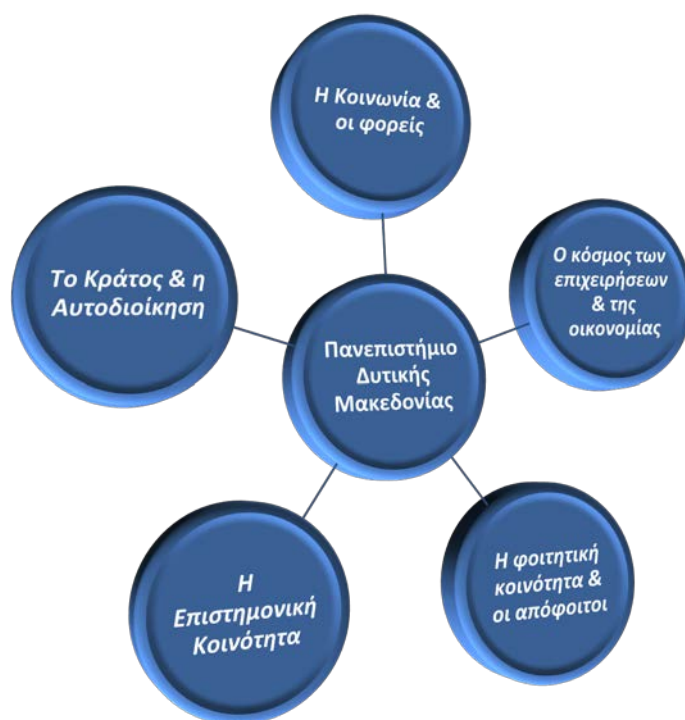 Η Κοινωνία &
οι φορείς
Ο κόσμος των
επιχειρήσεων
& της
οικονομίας
Το Κράτος & η
Αυτοδιοίκηση
Πανεπιστήμιο
Δυτικής
Μακεδονίας
Η φοιτητική
κοινότητα &
οι απόφοιτοι
Η
Επιστημονική
Κοινότητα